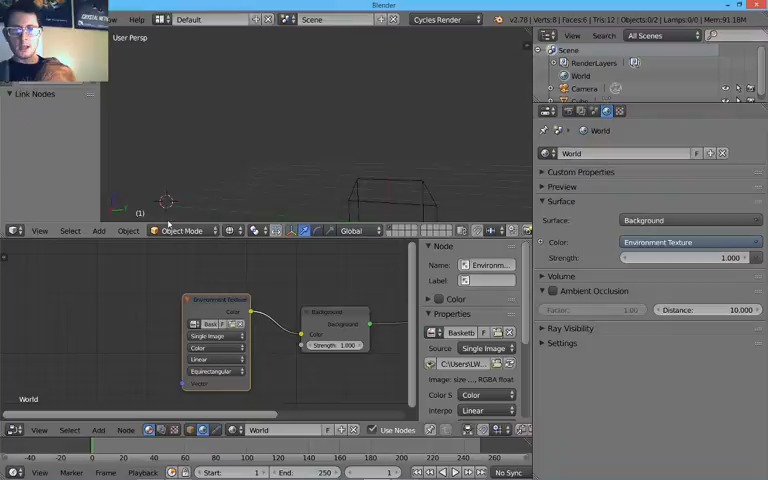 Blender
Help
Default
Scene
Cycles Render
v2.78 | Verts:8 | Faces:6 | Tris:12 | Objects:0/2 | Lamps:0/0 | Mem:91.18M
User Persp
Link Nodes
(1)
View Select Add Object Object Mode Global
View Search All Scenes
Scene
RenderLayers
World
Camera
Cube
World
World F
Custom Properties
Preview
Surface
Surface: Background
Color: Environment Texture
Strength: 1.000
Volume
Ambient Occlusion
Factor: 1.00 Distance: 10.000
Ray Visibility
Settings
Environment Texture
Color
Bask F
Single Image
Color
Linear
Equirectangular
Vector
Background
Background
Color
Strength: 1.000
Node
Name: Environm...
Label:
Color
Properties
Basketb F
Source: Single Image
C:\Users\LW...
Image: size ..., RGBA float
Color S Color
Interpo Linear
World
View Select Add Node World F Use Nodes
-40 -20 0 20 40 60 80 100 120 140 160 180 200 220 240 260
View Marker Frame Playback Start: 1 End: 250 1 No Sync